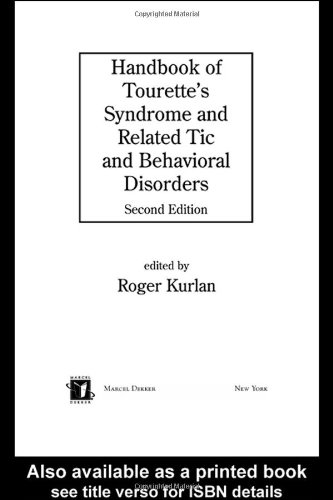 Handbook of
Tourette's
Syndrome and
Related Tic
and Behavioral
Disorders
Second Edition
edited by
Roger Kurlan
MARCEL
DEKKER
MARCEL DEKKER
NEW YORK
Also available as a printed book
see title verso for ISBN details